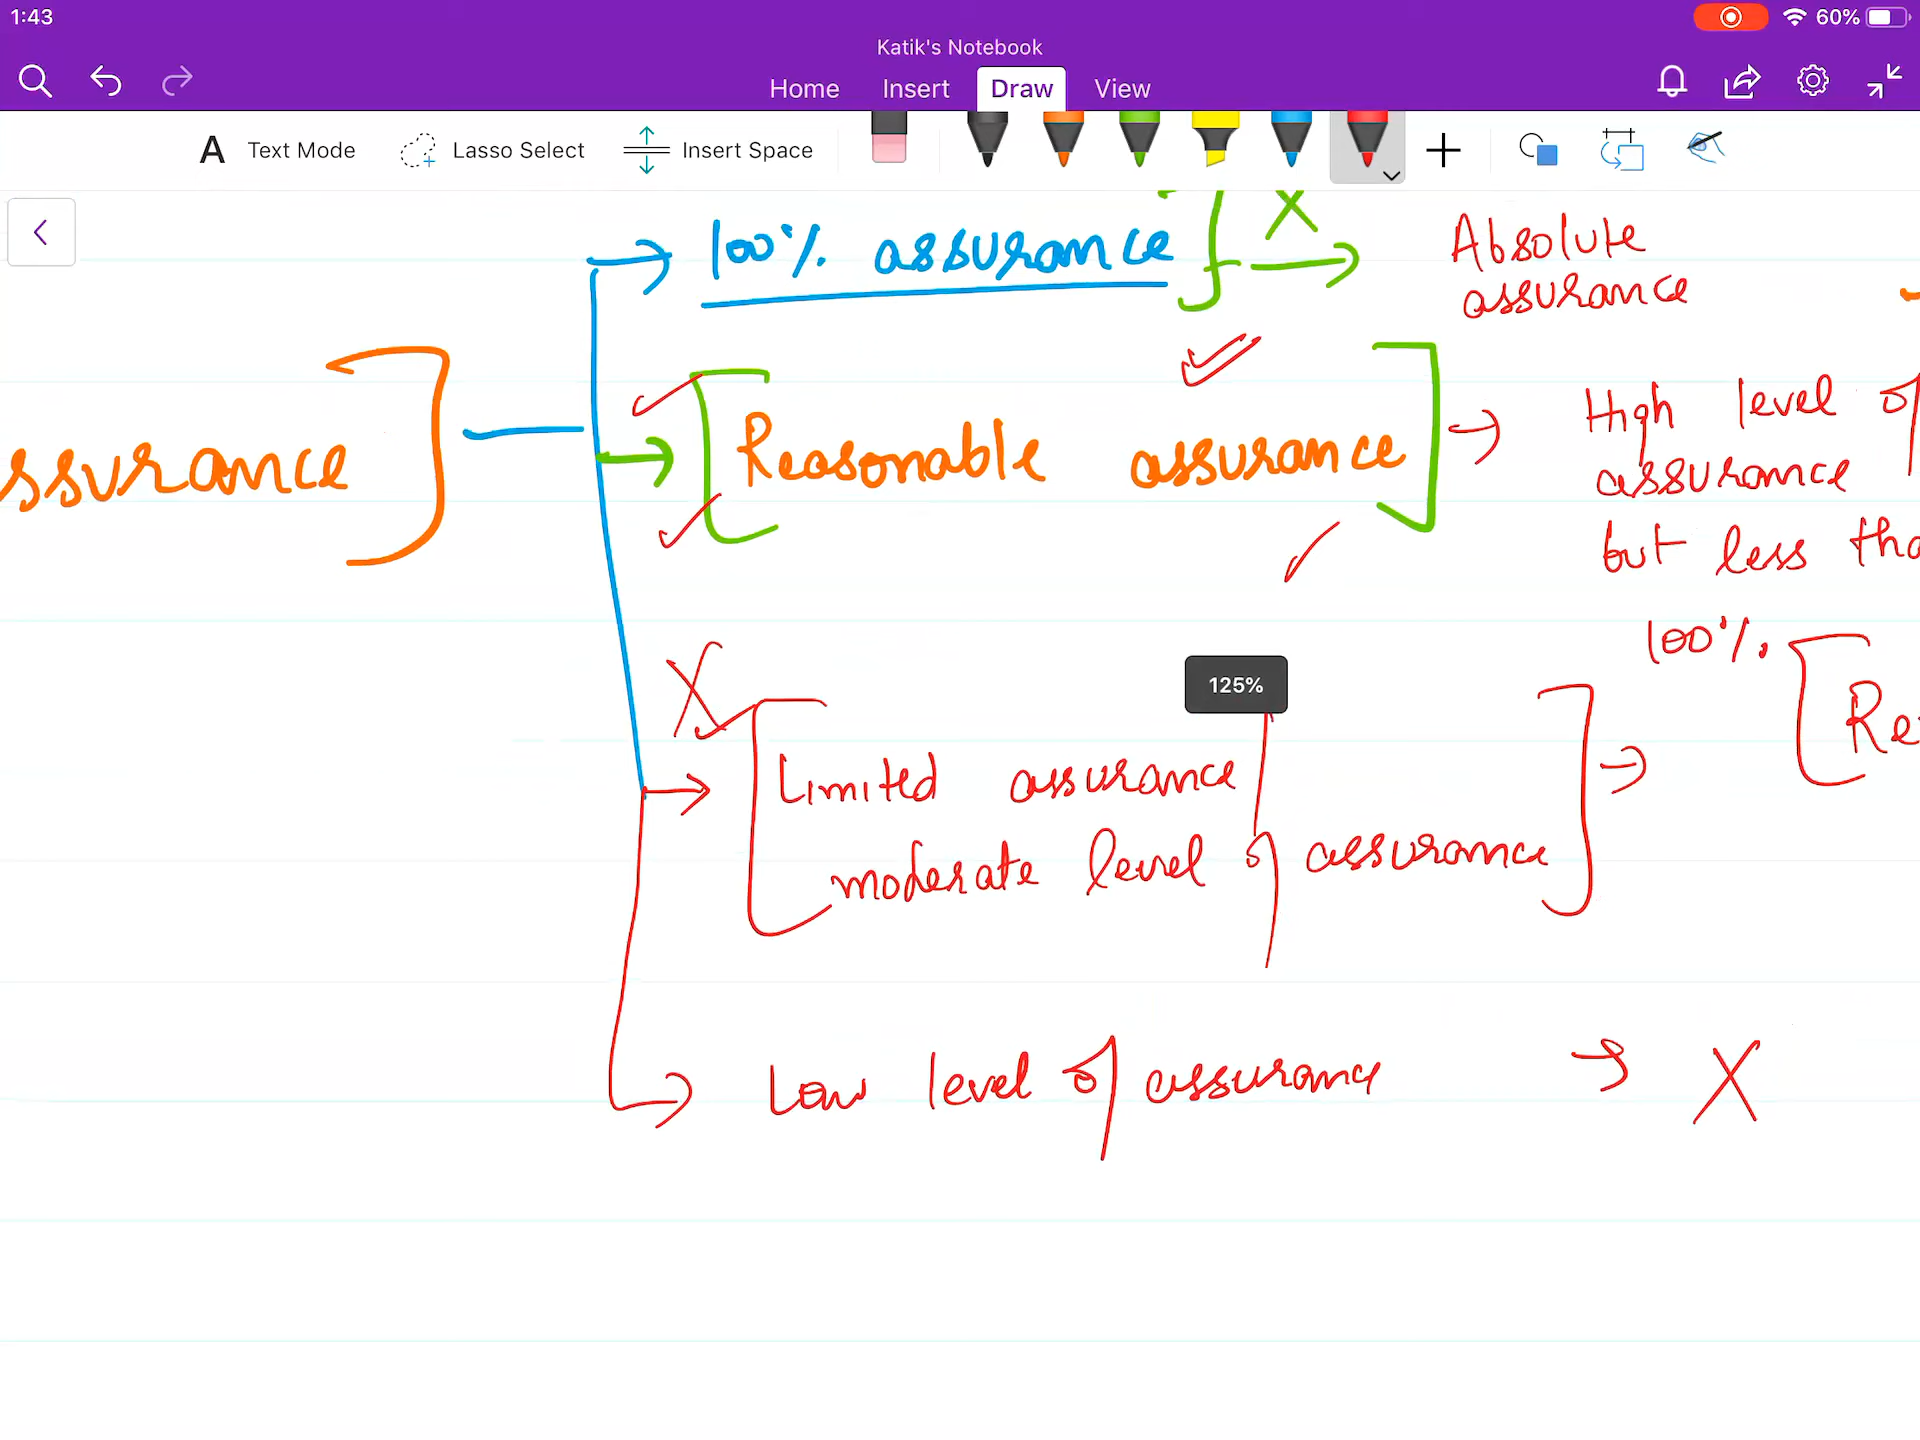 1:43
60%
Katik's Notebook
Home Insert Draw View
A Text Mode Lasso Select Insert Space
100% assurance X Absolute
assurance
ssurance
Reasonable assurance
High level of
assurance
but less tha
100%
Re
125%
X
Limited assurance
moderate level of assurance
Low level of assurance X